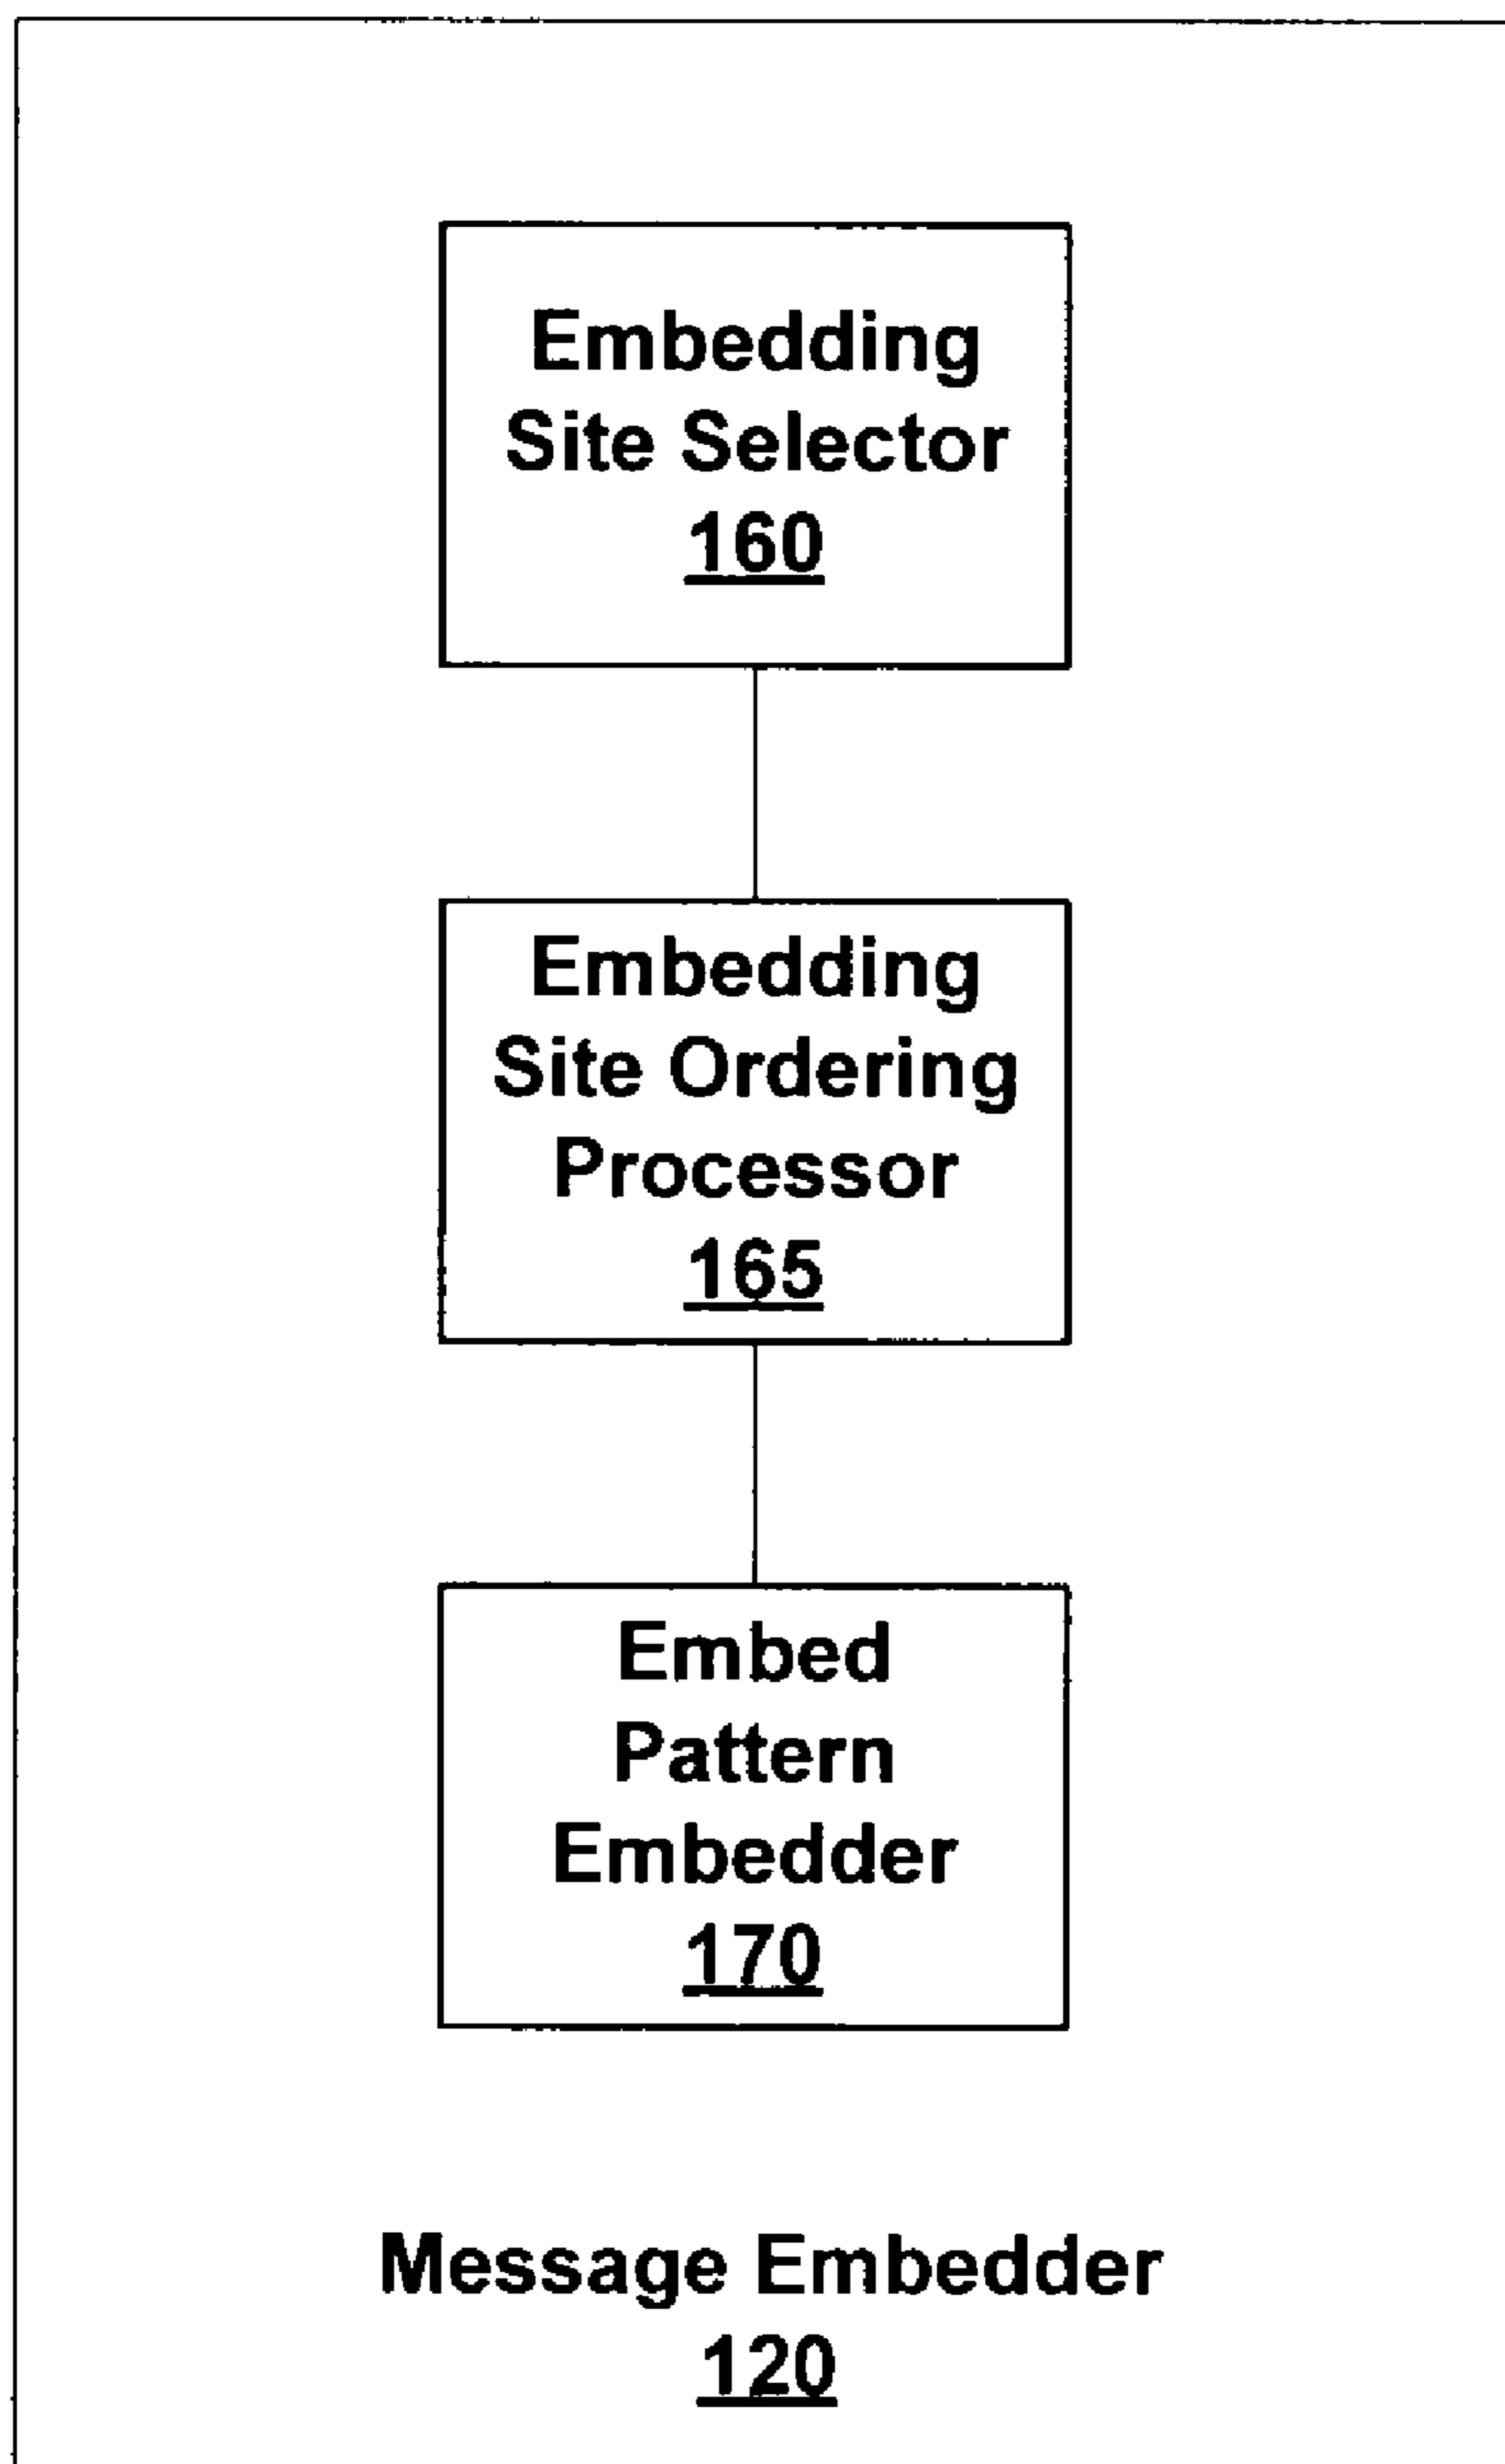 Embedding
Site Selector
160
Embedding
Site Ordering
Processor
165
Embed
Pattern
Embedder
170
Message Embedder
120